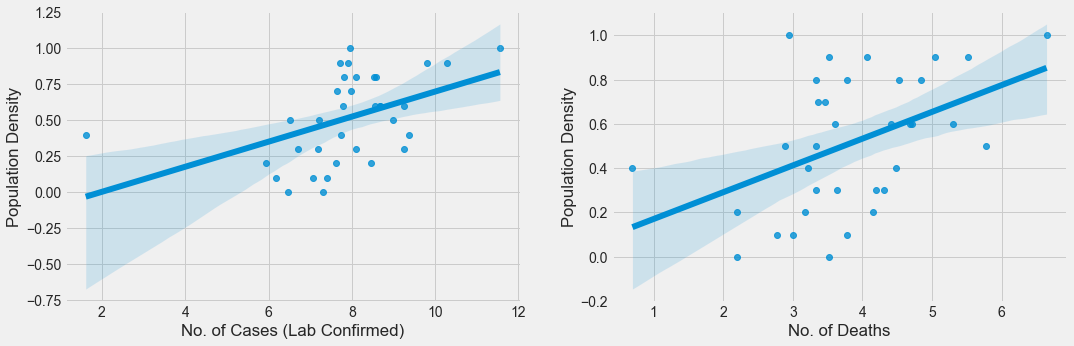 1.25
1.00
0.75
0.50
0.25
0.00
−0.25
−0.50
−0.75
Population Density
2 4 6 8 10 12
No. of Cases (Lab Confirmed)
1.0
0.8
0.6
0.4
0.2
0.0
−0.2
Population Density
1 2 3 4 5 6
No. of Deaths